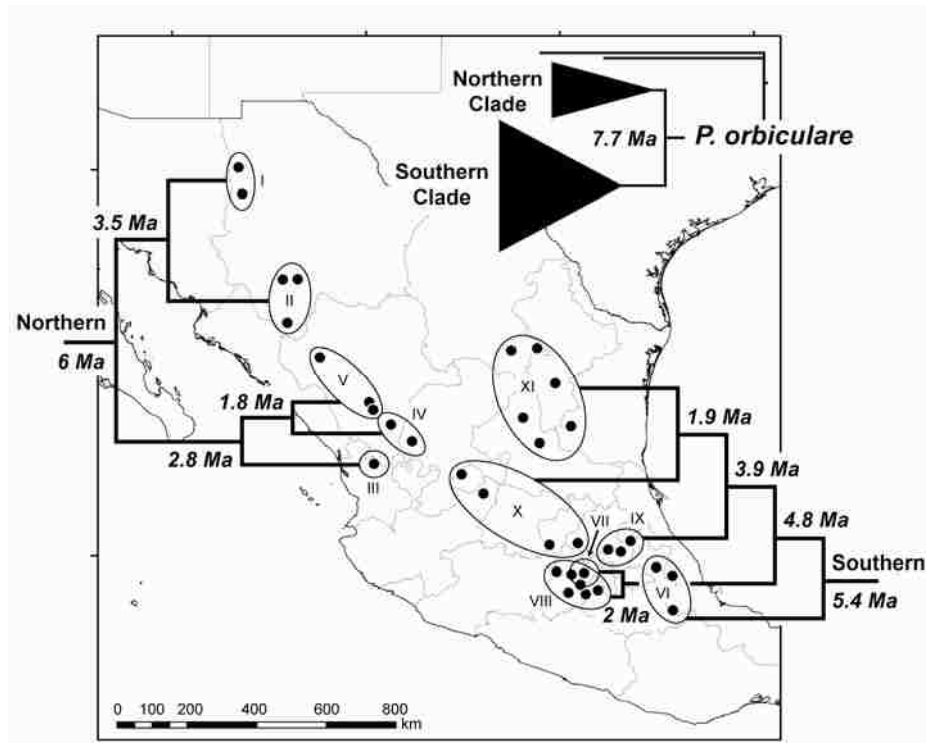 Northern
Clade
7.7 Ma
P. orbiculare
Southern
Clade
I
3.5 Ma
II
Northern
6 Ma
V
XI
1.8 Ma
IV
1.9 Ma
2.8 Ma
III
3.9 Ma
X
VII
IX
4.8 Ma
Southern
VIII
VI
2 Ma
5.4 Ma
0 100 200 400 600 800
km